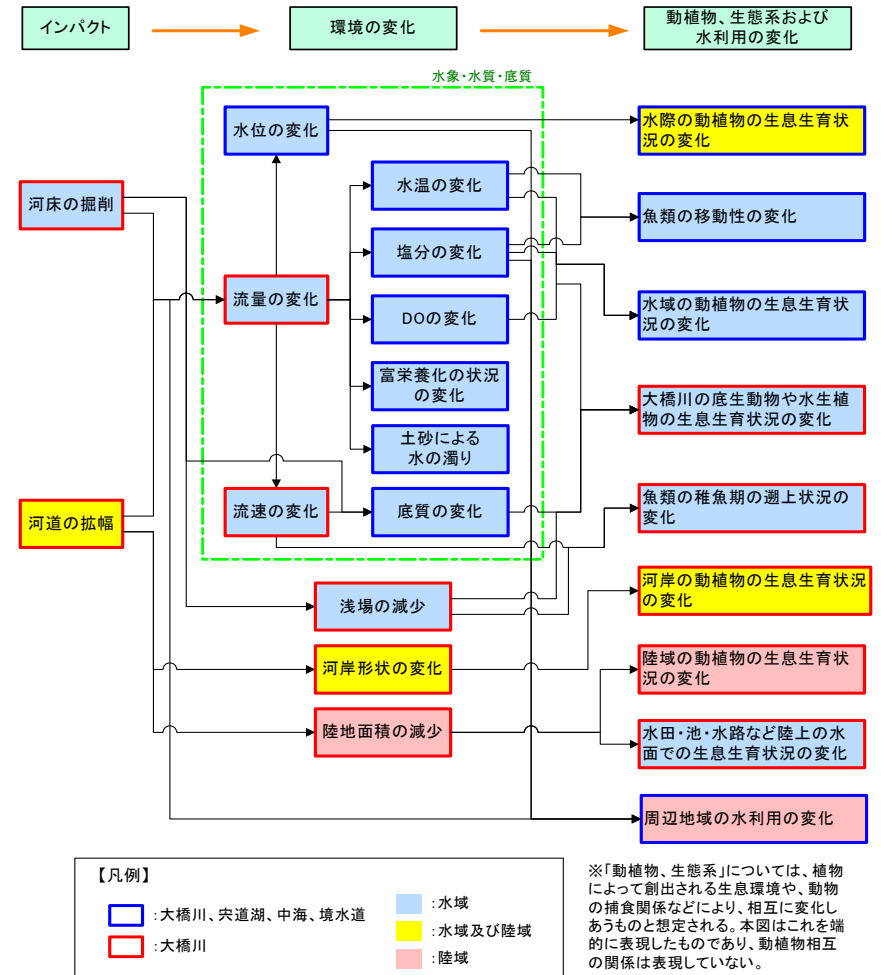 インパクト
環境の変化
動植物、生態系および
水利用の変化
水象・水質・底質
水位の変化
水際の動植物の生息生育状
況の変化
河床の掘削
水温の変化
魚類の移動性の変化
塩分の変化
流量の変化
DOの変化
水域の動植物の生息生育状
況の変化
富栄養化の状況
の変化
大橋川の底生動物や水生植
物の生息生育状況の変化
土砂による
水の濁り
河道の拡幅
流速の変化
底質の変化
魚類の稚魚期の遡上状況の
変化
浅場の減少
河岸の動植物の生息生育状況
の変化
河岸形状の変化
陸域の動植物の生息生育状
況の変化
陸地面積の減少
水田・池・水路など陸上の水
面での生息生育状況の変化
周辺地域の水利用の変化
【凡例】
:大橋川、宍道湖、中海、境水道
:大橋川
:水域
:水域及び陸域
:陸域
※「動植物、生態系」については、植物
によって創出される生息環境や、動物
の捕食関係などにより、相互に変化し
あうものと想定される。本図はこれを端
的に表現したものであり、動植物相互
の関係は表現していない。